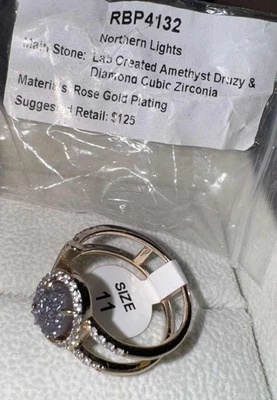 RBP4132
Northern Lights
Main Stone: Lab Created Amethyst Druzy &
Diamond Cubic Zirconia
Materials: Rose Gold Plating
Suggested Retail: $125
SIZE
11